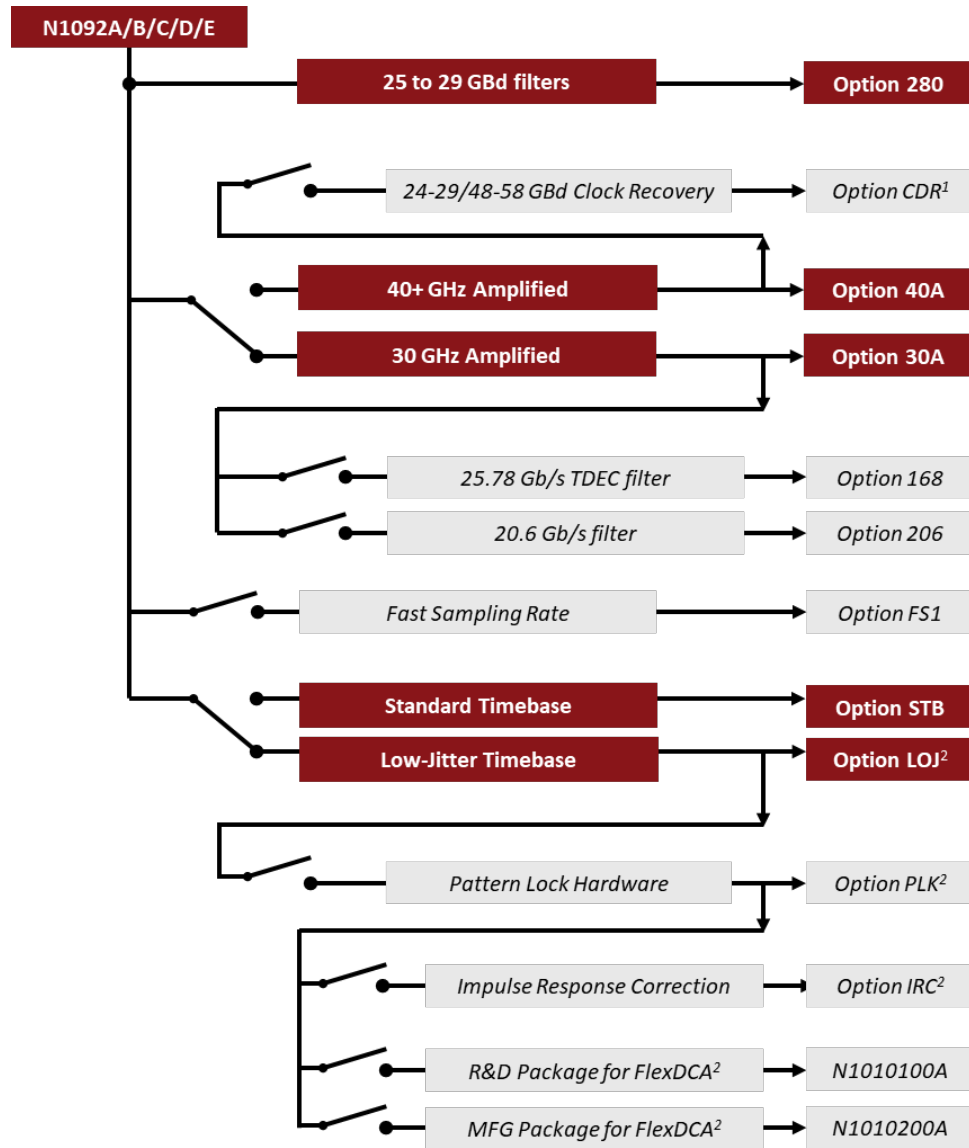 N1092A/B/C/D/E
25 to 29 GBd filters
Option 280
24-29/48-58 GBd Clock Recovery
Option CDR¹
40+ GHz Amplified
Option 40A
30 GHz Amplified
Option 30A
25.78 Gb/s TDEC filter
Option 168
20.6 Gb/s filter
Option 206
Fast Sampling Rate
Option FS1
Standard Timebase
Option STB
Low-Jitter Timebase
Option LOJ²
Pattern Lock Hardware
Option PLK²
Impulse Response Correction
Option IRC²
R&D Package for FlexDCA²
N1010100A
MFG Package for FlexDCA²
N1010200A